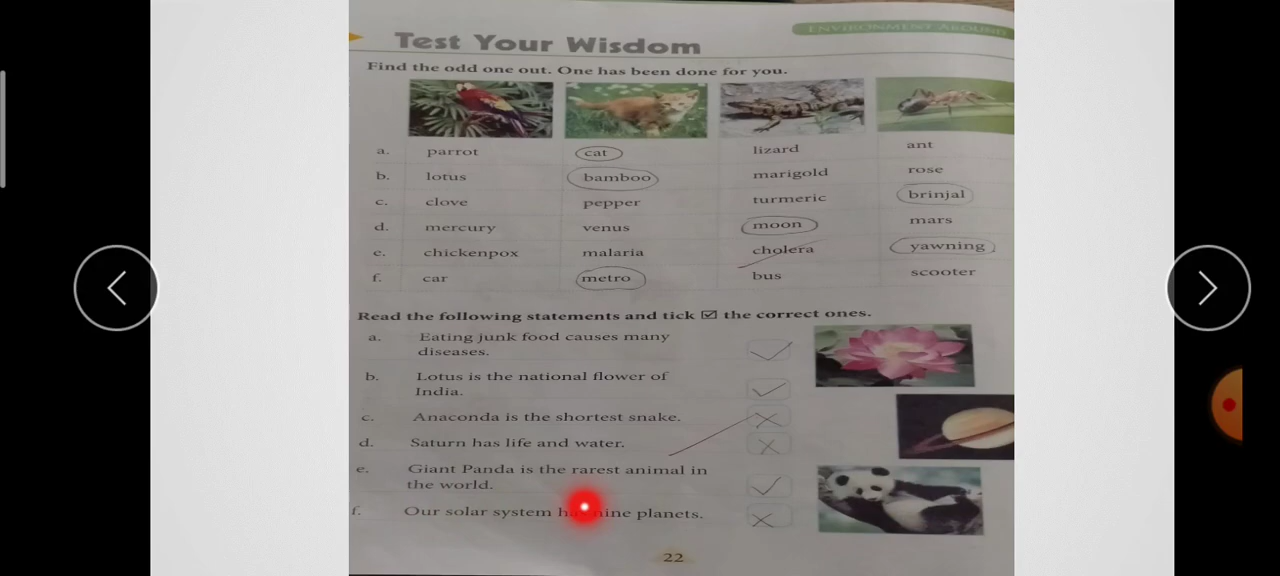 ENVIRONMENT AROUND
Test Your Wisdom
Find the odd one out. One has been done for you.
a. parrot cat lizard ant
b. lotus bamboo marigold rose
c. clove pepper turmeric brinjal
d. mercury venus moon mars
e. chickenpox malaria cholera yawning
f. car metro bus scooter
Read the following statements and tick ☑ the correct ones.
a. Eating junk food causes many
diseases.
b. Lotus is the national flower of
India.
c. Anaconda is the shortest snake.
d. Saturn has life and water.
e. Giant Panda is the rarest animal in
the world.
f. Our solar system has nine planets.
22